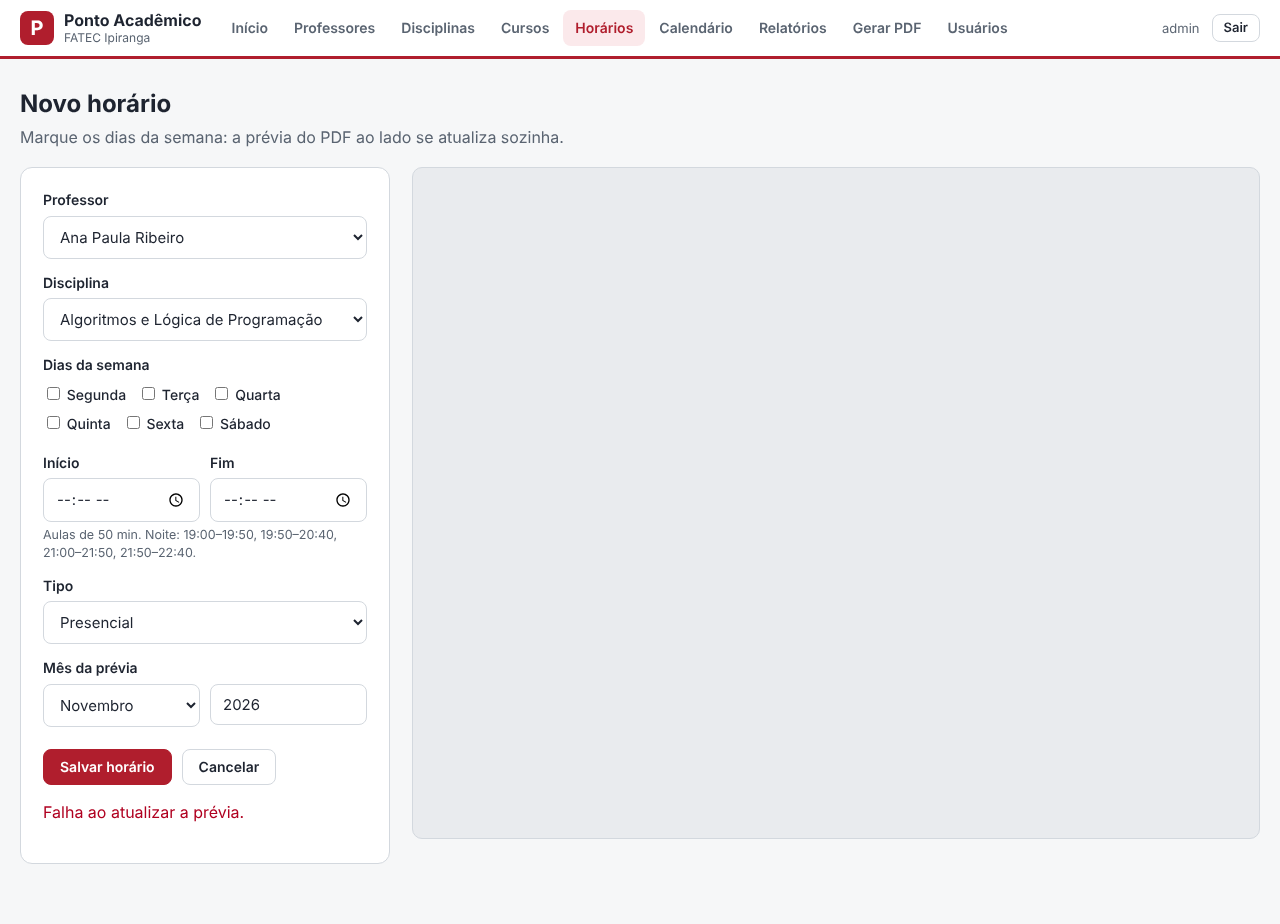 P
Ponto Acadêmico
FATEC Ipiranga
Início
Professores
Disciplinas
Cursos
Horários
Calendário
Relatórios
Gerar PDF
Usuários
admin
Sair
Novo horário
Marque os dias da semana: a prévia do PDF ao lado se atualiza sozinha.
Professor
Ana Paula Ribeiro
Disciplina
Algoritmos e Lógica de Programação
Dias da semana
Segunda
Terça
Quarta
Quinta
Sexta
Sábado
Início
Fim
--:-- --
--:-- --
Aulas de 50 min. Noite: 19:00–19:50, 19:50–20:40,
21:00–21:50, 21:50–22:40.
Tipo
Presencial
Mês da prévia
Novembro
2026
Salvar horário
Cancelar
Falha ao atualizar a prévia.